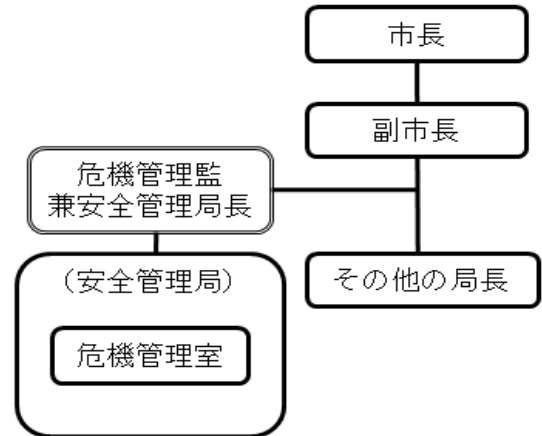 市長
副市長
危機管理監
兼安全管理局長
(安全管理局)
その他の局長
危機管理室